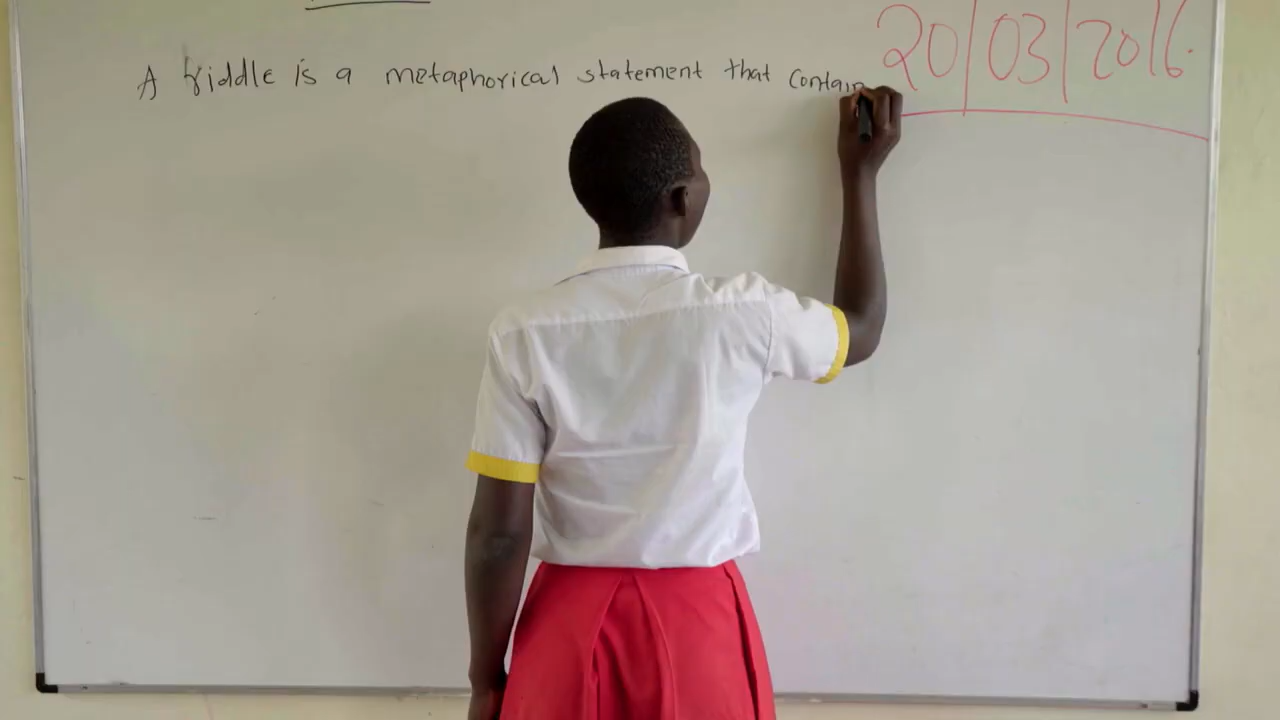 20/03/2016.
A riddle is a metaphorical statement that contain